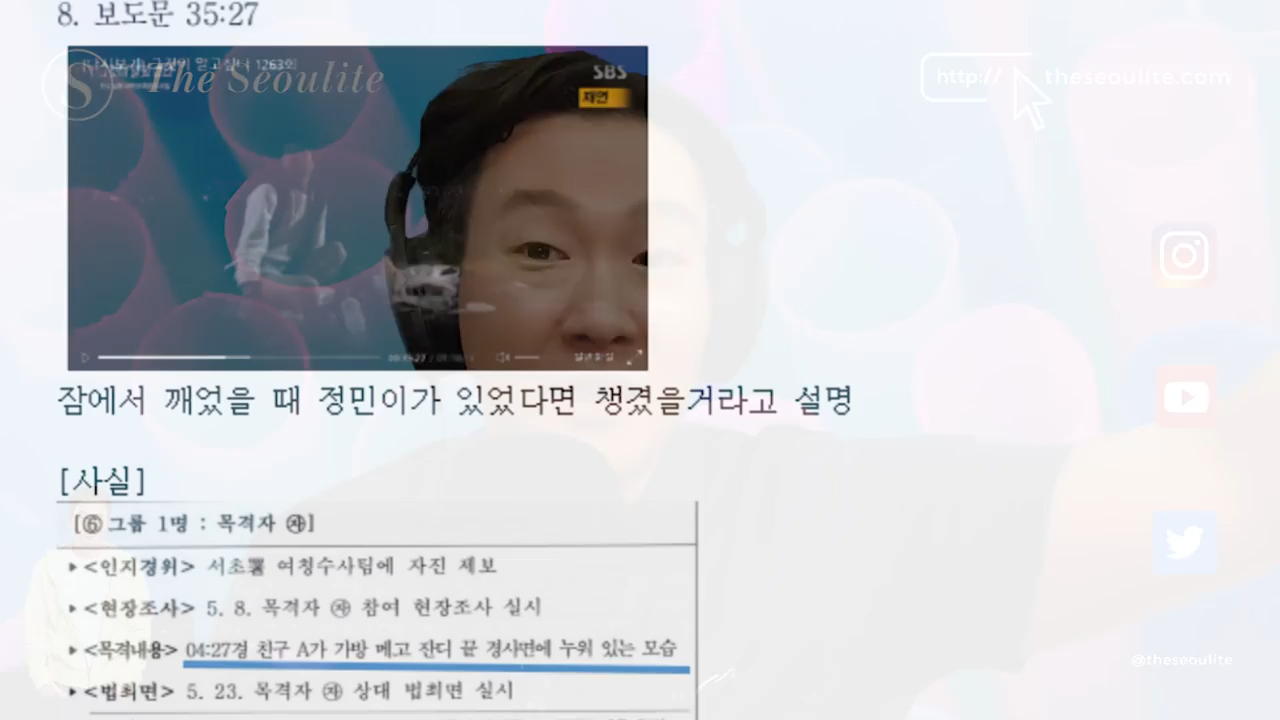 8. 보도문 35:27
The Seoulite
http://
theseoulite.com
SBS
재연
잠에서 깨었을 때 정민이가 있었다면 챙겼을거라고 설명
[사실]
[⑥ 그룹 1명 : 목격자 ㉶]
▸<인지경위> 서초署 여청수사팀에 자진 제보
▸<현장조사> 5. 8. 목격자 ㉶ 참여 현장조사 실시
▸<목격내용> 04:27경 친구 A가 가방 메고 잔디 끝 경사면에 누워 있는 모습
▸<법최면> 5. 23. 목격자 ㉶ 상대 법최면 실시
@theseoulite